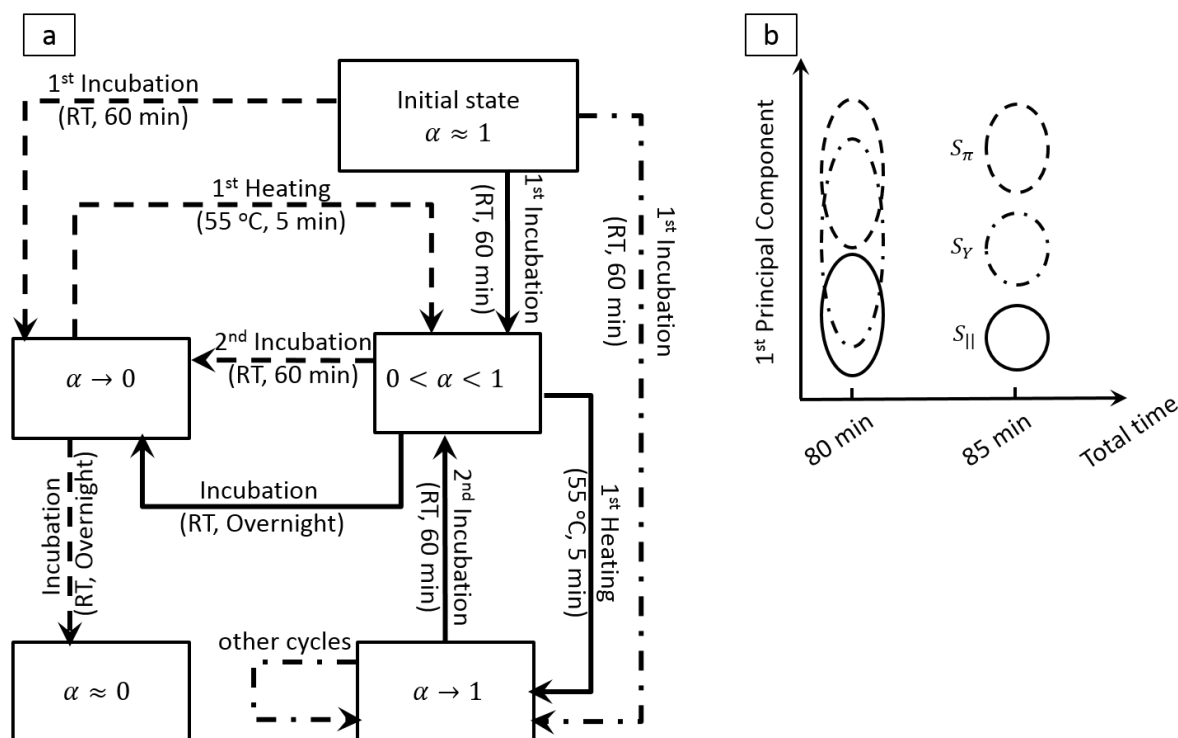 a
1st Incubation
(RT, 60 min)
Initial state
α ≈ 1
1st Heating
(55 °C, 5 min)
1st Incubation
(RT, 60 min)
1st Incubation
(RT, 60 min)
α → 0
2nd Incubation
(RT, 60 min)
0 < α < 1
Incubation
(RT, Overnight)
Incubation
(RT, Overnight)
2nd Incubation
(RT, 60 min)
1st Heating
(55 °C, 5 min)
other cycles
α ≈ 0
α → 1
b
1st Principal Component
Sπ
SY
S||
80 min
85 min
Total time